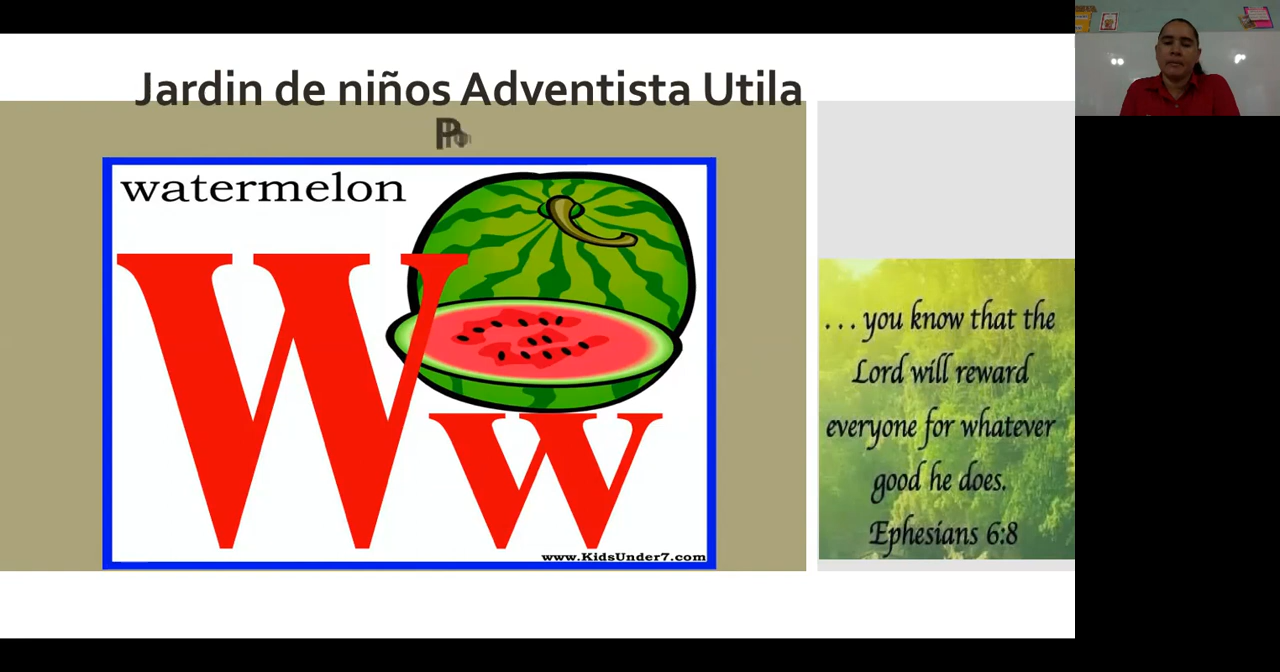 Jardin de niños Adventista Utila
watermelon
Ww
www.KidsUnder7.com
. . . you know that the
Lord will reward
everyone for whatever
good he does.
Ephesians 6:8